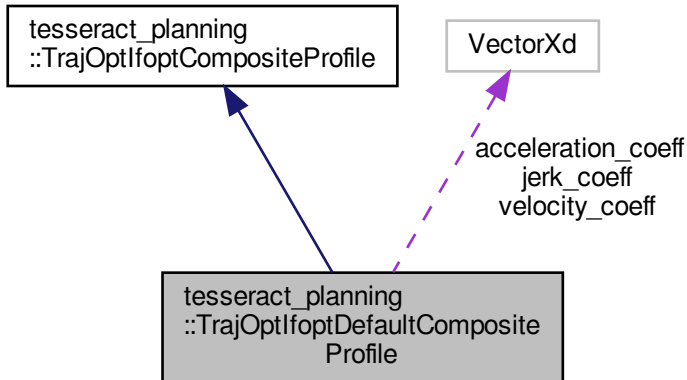 tesseract_planning
::TrajOptIfoptCompositeProfile
VectorXd
acceleration_coeff
jerk_coeff
velocity_coeff
tesseract_planning
::TrajOptIfoptDefaultComposite
Profile